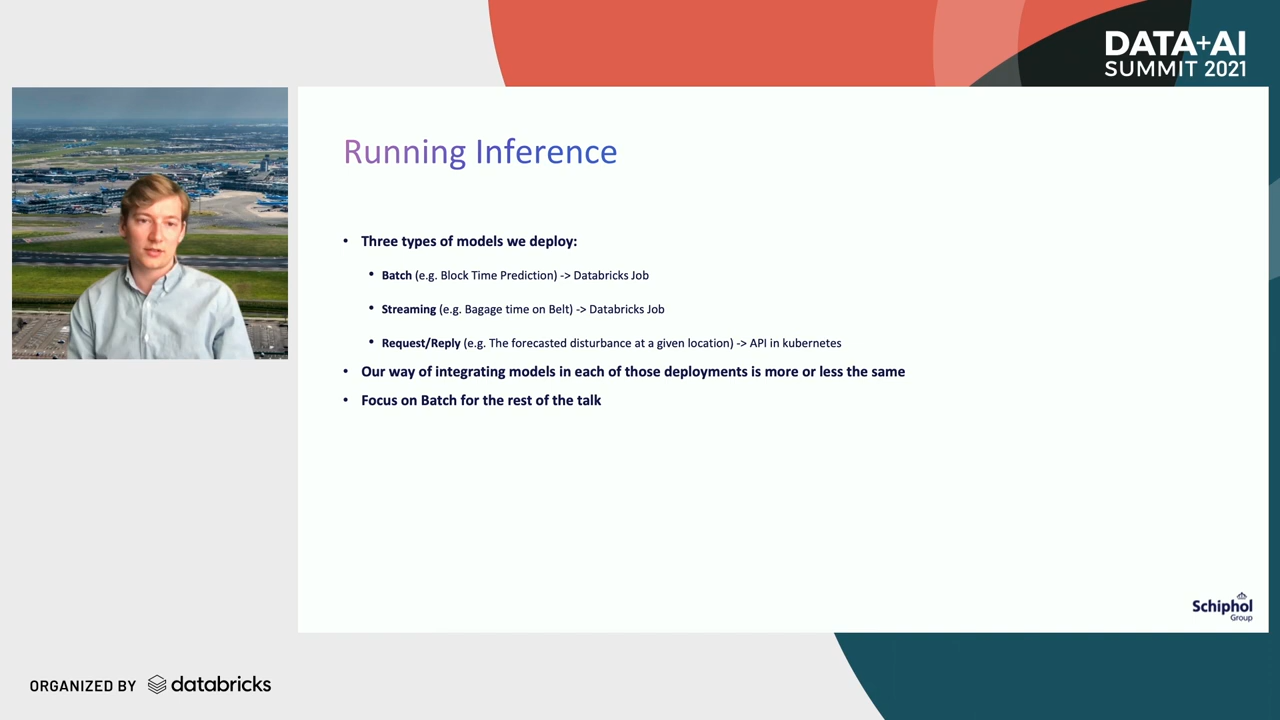 DATA+AI
SUMMIT 2021
Running Inference
• Three types of models we deploy:
• Batch (e.g. Block Time Prediction) -> Databricks Job
• Streaming (e.g. Bagage time on Belt) -> Databricks Job
• Request/Reply (e.g. The forecasted disturbance at a given location) -> API in kubernetes
• Our way of integrating models in each of those deployments is more or less the same
• Focus on Batch for the rest of the talk
Schiphol
Group
ORGANIZED BY databricks